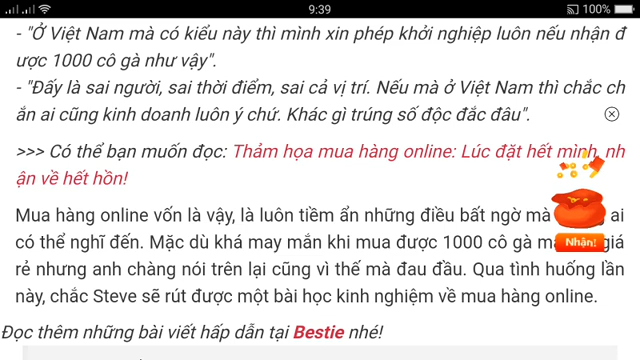 9:39
100%
- "Ở Việt Nam mà có kiểu này thì mình xin phép khởi nghiệp luôn nếu nhận đ
ược 1000 cô gà như vậy".
- "Đấy là sai người, sai thời điểm, sai cả vị trí. Nếu mà ở Việt Nam thì chắc ch
ắn ai cũng kinh doanh luôn ý chứ. Khác gì trúng số độc đắc đâu".
>>> Có thể bạn muốn đọc: Thảm họa mua hàng online: Lúc đặt hết mình, nh
ận về hết hồn!
Mua hàng online vốn là vậy, là luôn tiềm ẩn những điều bất ngờ mà ai
có thể nghĩ đến. Mặc dù khá may mắn khi mua được 1000 cô gà giá
Nhận!
rẻ nhưng anh chàng nói trên lại cũng vì thế mà đau đầu. Qua tình huống lần
này, chắc Steve sẽ rút được một bài học kinh nghiệm về mua hàng online.
Đọc thêm những bài viết hấp dẫn tại Bestie nhé!